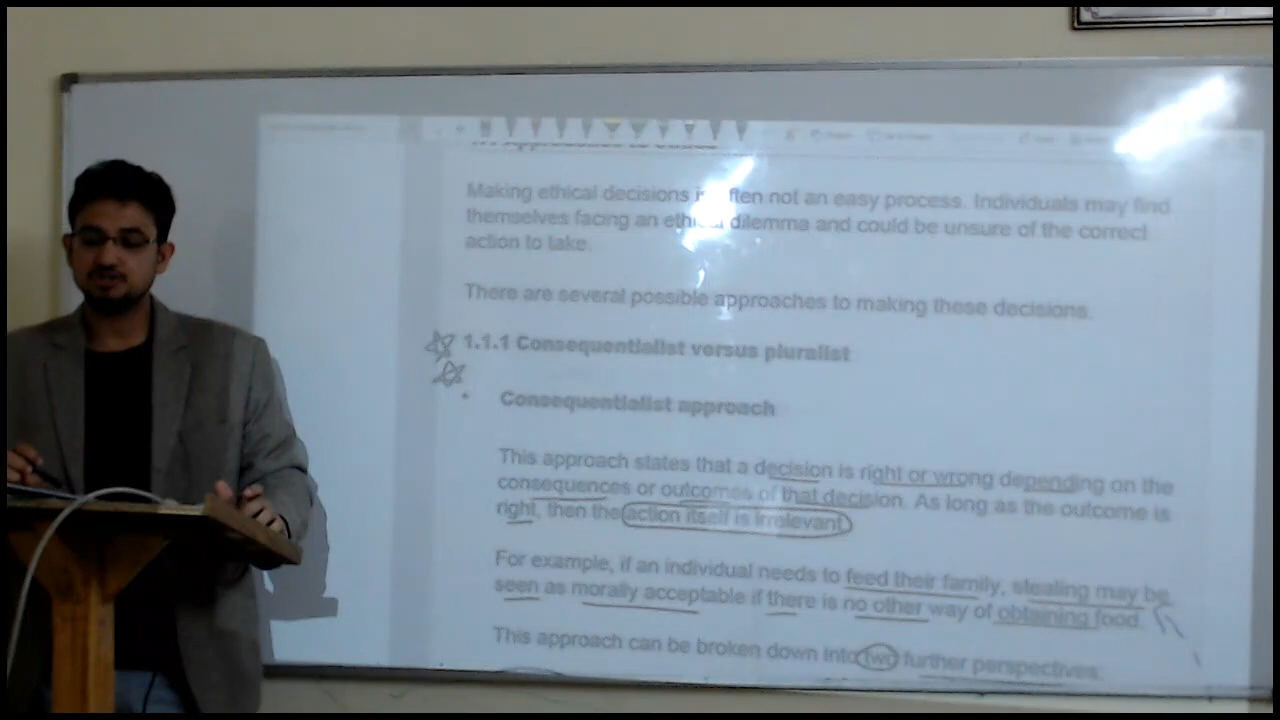 Making ethical decisions is often not an easy process. Individuals may find
themselves facing an ethical dilemma and could be unsure of the correct
action to take.
There are several possible approaches to making these decisions.
1.1.1 Consequentialist versus pluralist
• Consequentialist approach
This approach states that a decision is right or wrong depending on the
consequences or outcomes of that decision. As long as the outcome is
right, then the action itself is irrelevant.
For example, if an individual needs to feed their family, stealing may be
seen as morally acceptable if there is no other way of obtaining food.
This approach can be broken down into two further perspectives: